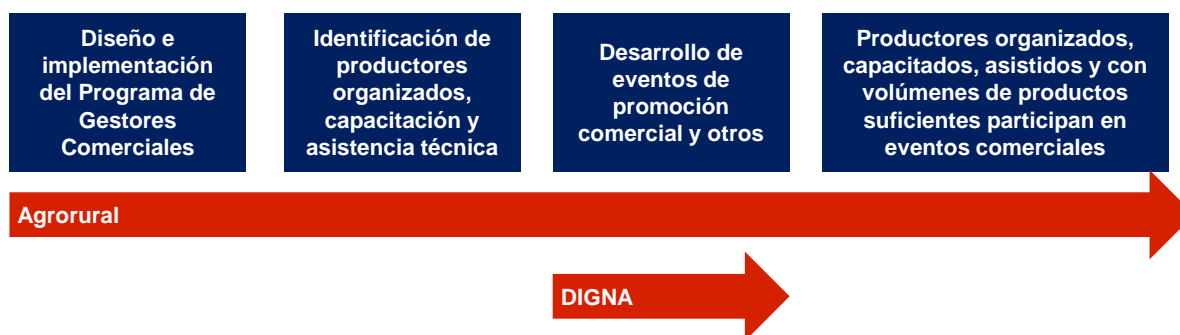 Diseño e
implementación
del Programa de
Gestores
Comerciales
Identificación de
productores
organizados,
capacitación y
asistencia técnica
Desarrollo de
eventos de
promoción
comercial y otros
Productores organizados,
capacitados, asistidos y con
volúmenes de productos
suficientes participan en
eventos comerciales
Agrorural
DIGNA